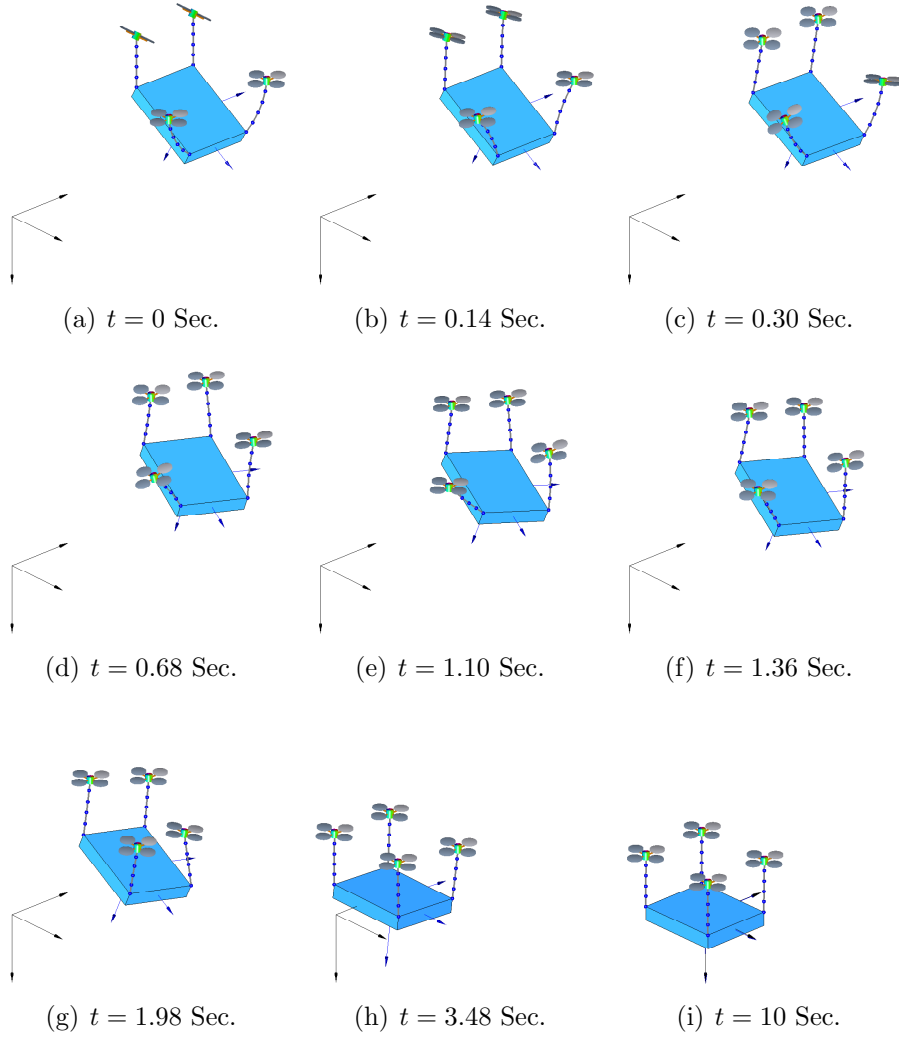 (a) t = 0 Sec.
(b) t = 0.14 Sec.
(c) t = 0.30 Sec.
(d) t = 0.68 Sec.
(e) t = 1.10 Sec.
(f) t = 1.36 Sec.
(g) t = 1.98 Sec.
(h) t = 3.48 Sec.
(i) t = 10 Sec.